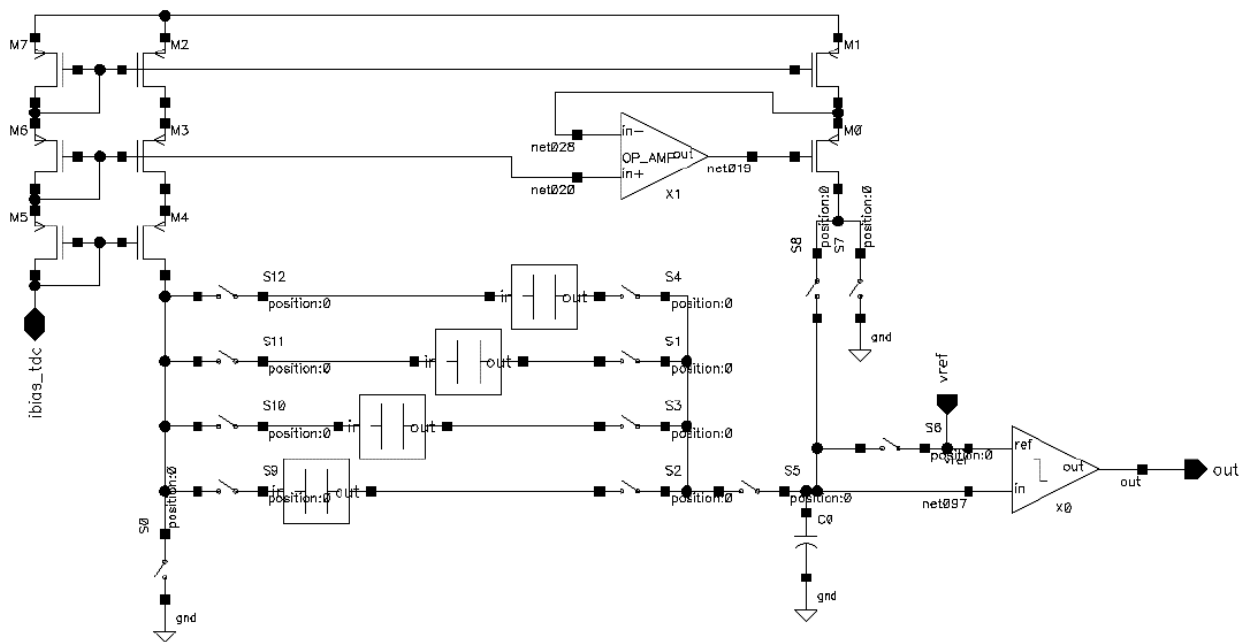 M7
M2
M1
M6
M3
M0
in-
net028
OP_AMP
out
net019
in+
net020
X1
M5
M4
S8
position:0
S7
position:0
S12
position:0
in
out
S4
position:0
gnd
ibias_tdc
S11
position:0
in
out
S1
position:0
vref
S10
position:0
in
out
S3
position:0
S6
position:0
vref
ref
out
out
out
in
X0
S9
position:0
in
out
S2
position:0
S5
position:0
net097
S0
position:0
C0
gnd
gnd